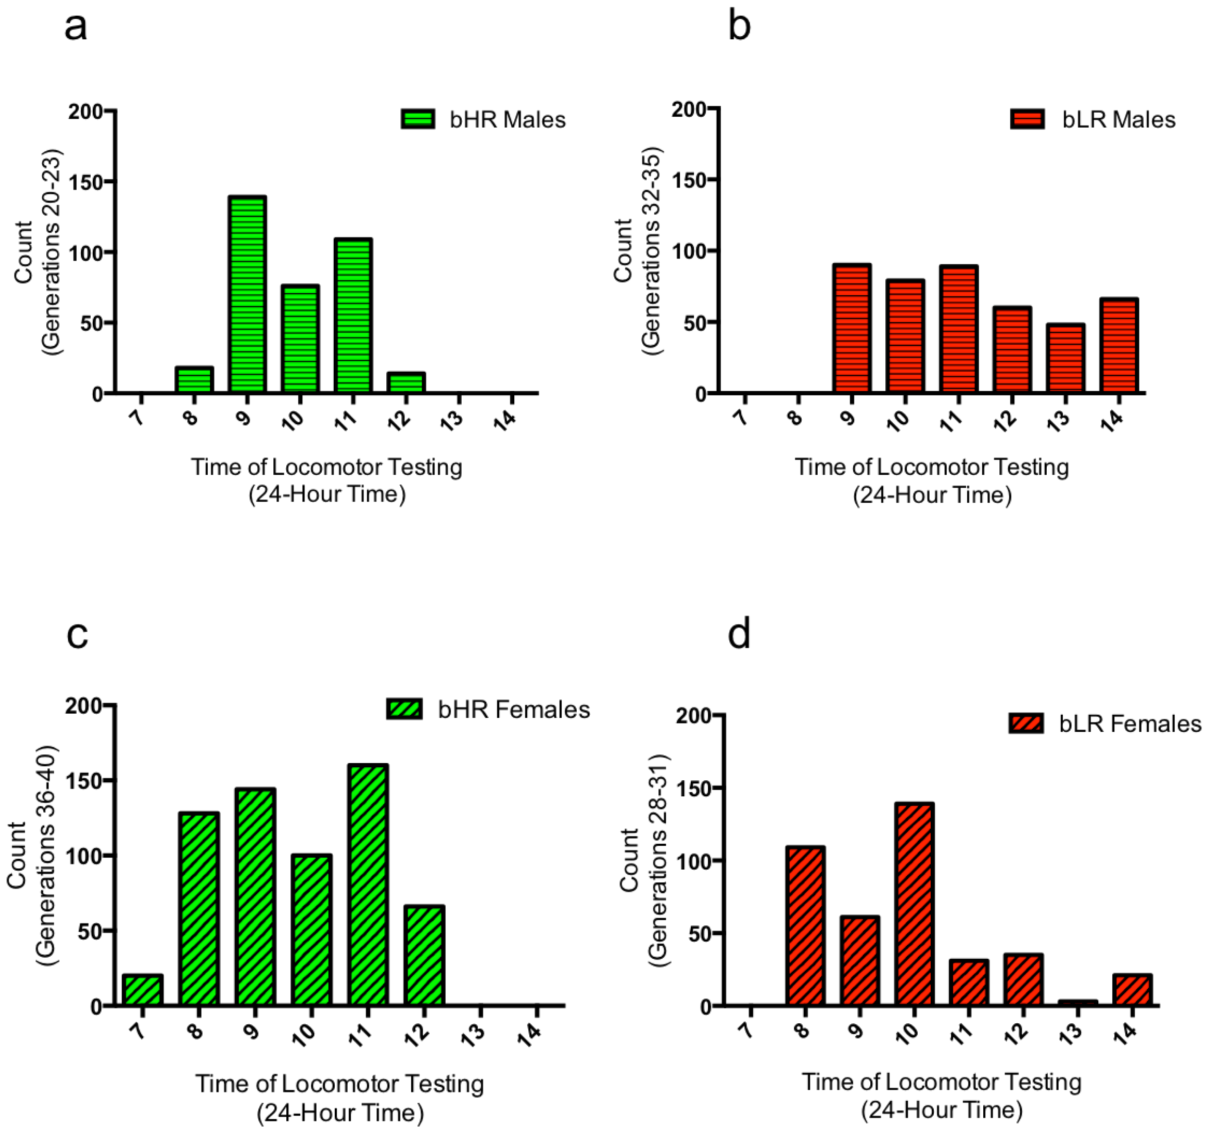 a
bHR Males
Count
(Generations 20-23)
200
150
100
50
0
7 8 9 10 11 12 13 14
Time of Locomotor Testing
(24-Hour Time)
b
bLR Males
Count
(Generations 32-35)
200
150
100
50
0
7 8 9 10 11 12 13 14
Time of Locomotor Testing
(24-Hour Time)
c
bHR Females
Count
(Generations 36-40)
200
150
100
50
0
7 8 9 10 11 12 13 14
Time of Locomotor Testing
(24-Hour Time)
d
bLR Females
Count
(Generations 28-31)
200
150
100
50
0
7 8 9 10 11 12 13 14
Time of Locomotor Testing
(24-Hour Time)